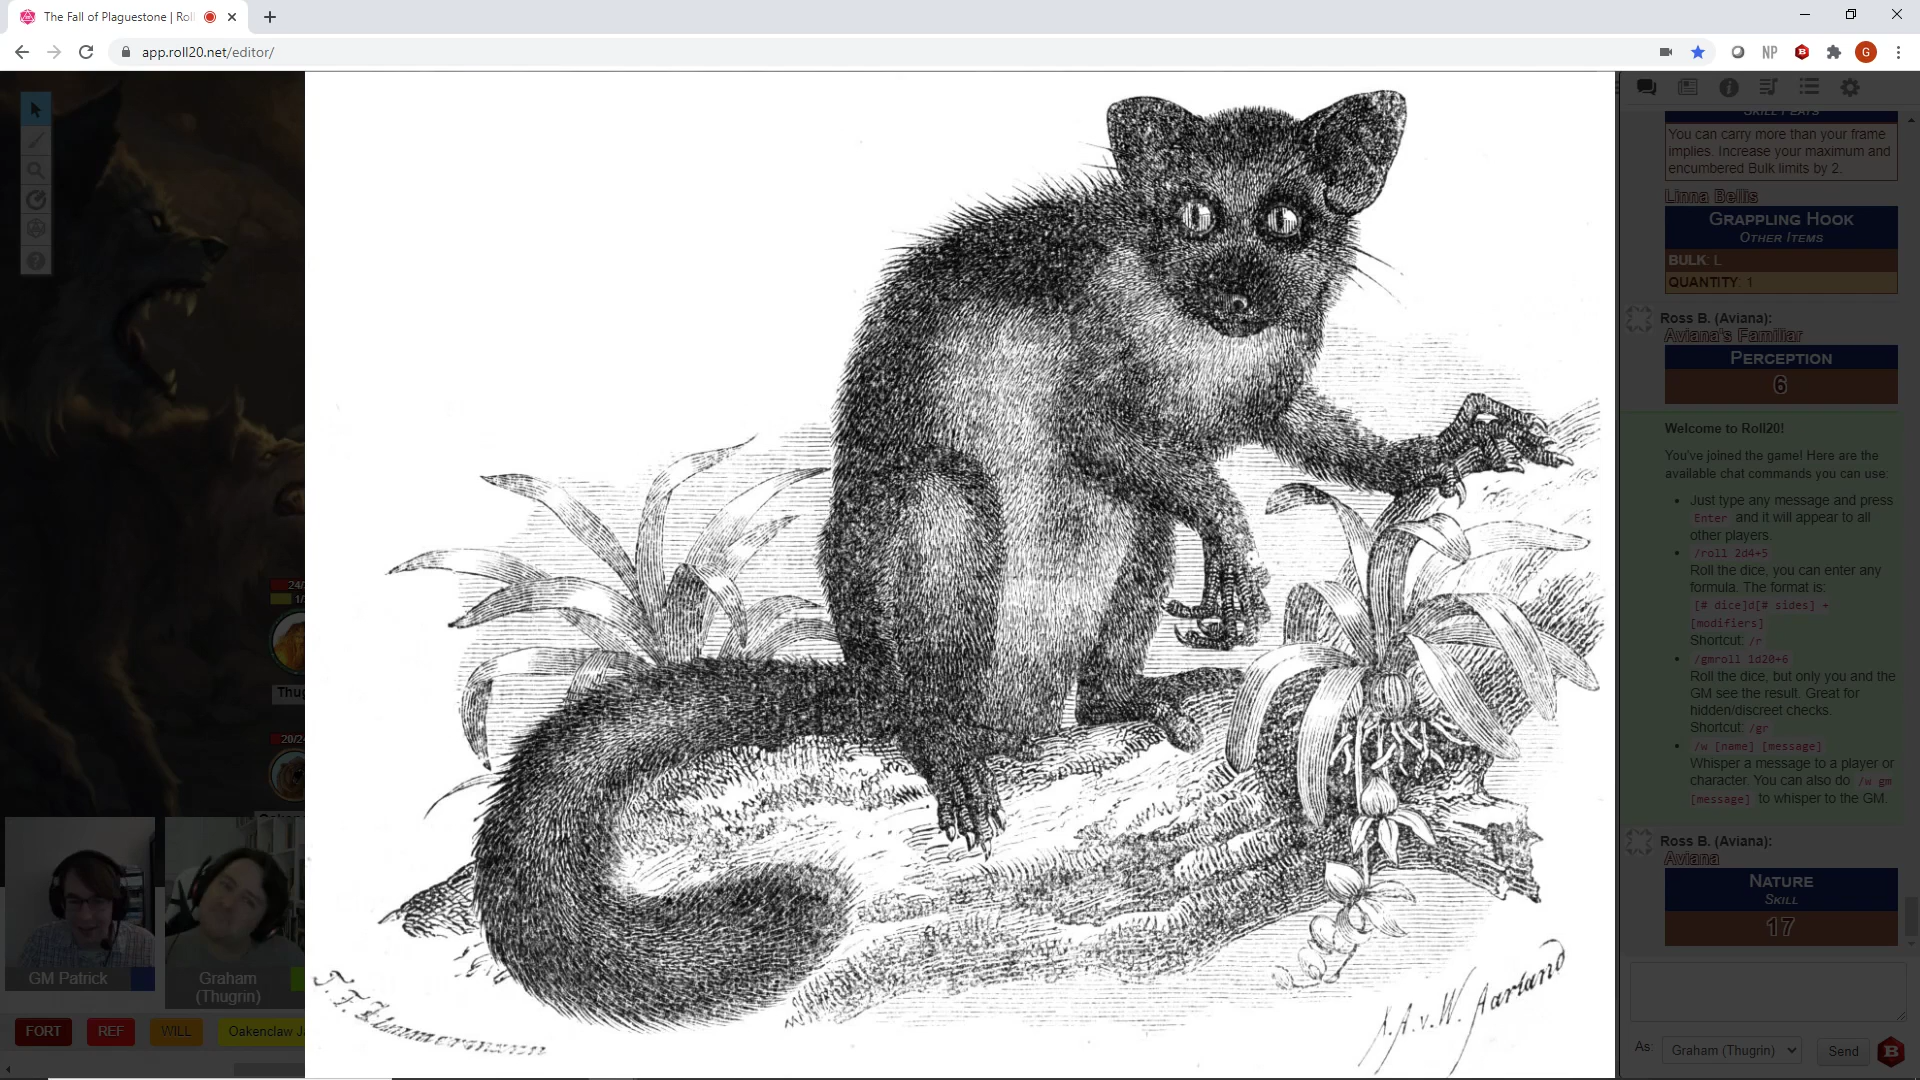 The Fall of Plaguestone | Rol
app.roll20.net/editor/
NP
G
SKILL FEATS
You can carry more than your frame
implies. Increase your maximum and
encumbered Bulk limits by 2.
Linna Bellis
GRAPPLING HOOK
OTHER ITEMS
BULK: L
QUANTITY: 1
Ross B. (Aviana):
Aviana's Familiar
PERCEPTION
6
Welcome to Roll20!
You've joined the game! Here are the
available chat commands you can use:
Just type any message and press
Enter and it will appear to all
other players.
/roll 2d4+5
Roll the dice, you can enter any
formula. The format is:
[# dice]d[# sides] +
[modifiers]
Shortcut: /r
/gmroll 1d20+6
Roll the dice, but only you and the
GM see the result. Great for
hidden/discreet checks.
Shortcut: /gr
/w [name] [message]
Whisper a message to a player or
character. You can also do /w gm
[message] to whisper to the GM.
Ross B. (Aviana):
Aviana
NATURE
SKILL
17
As: Graham (Thugrin) Send
24/
1/
Thug
20/24
GM Patrick
Graham
(Thugrin)
FORT REF WILL Oakenclaw J